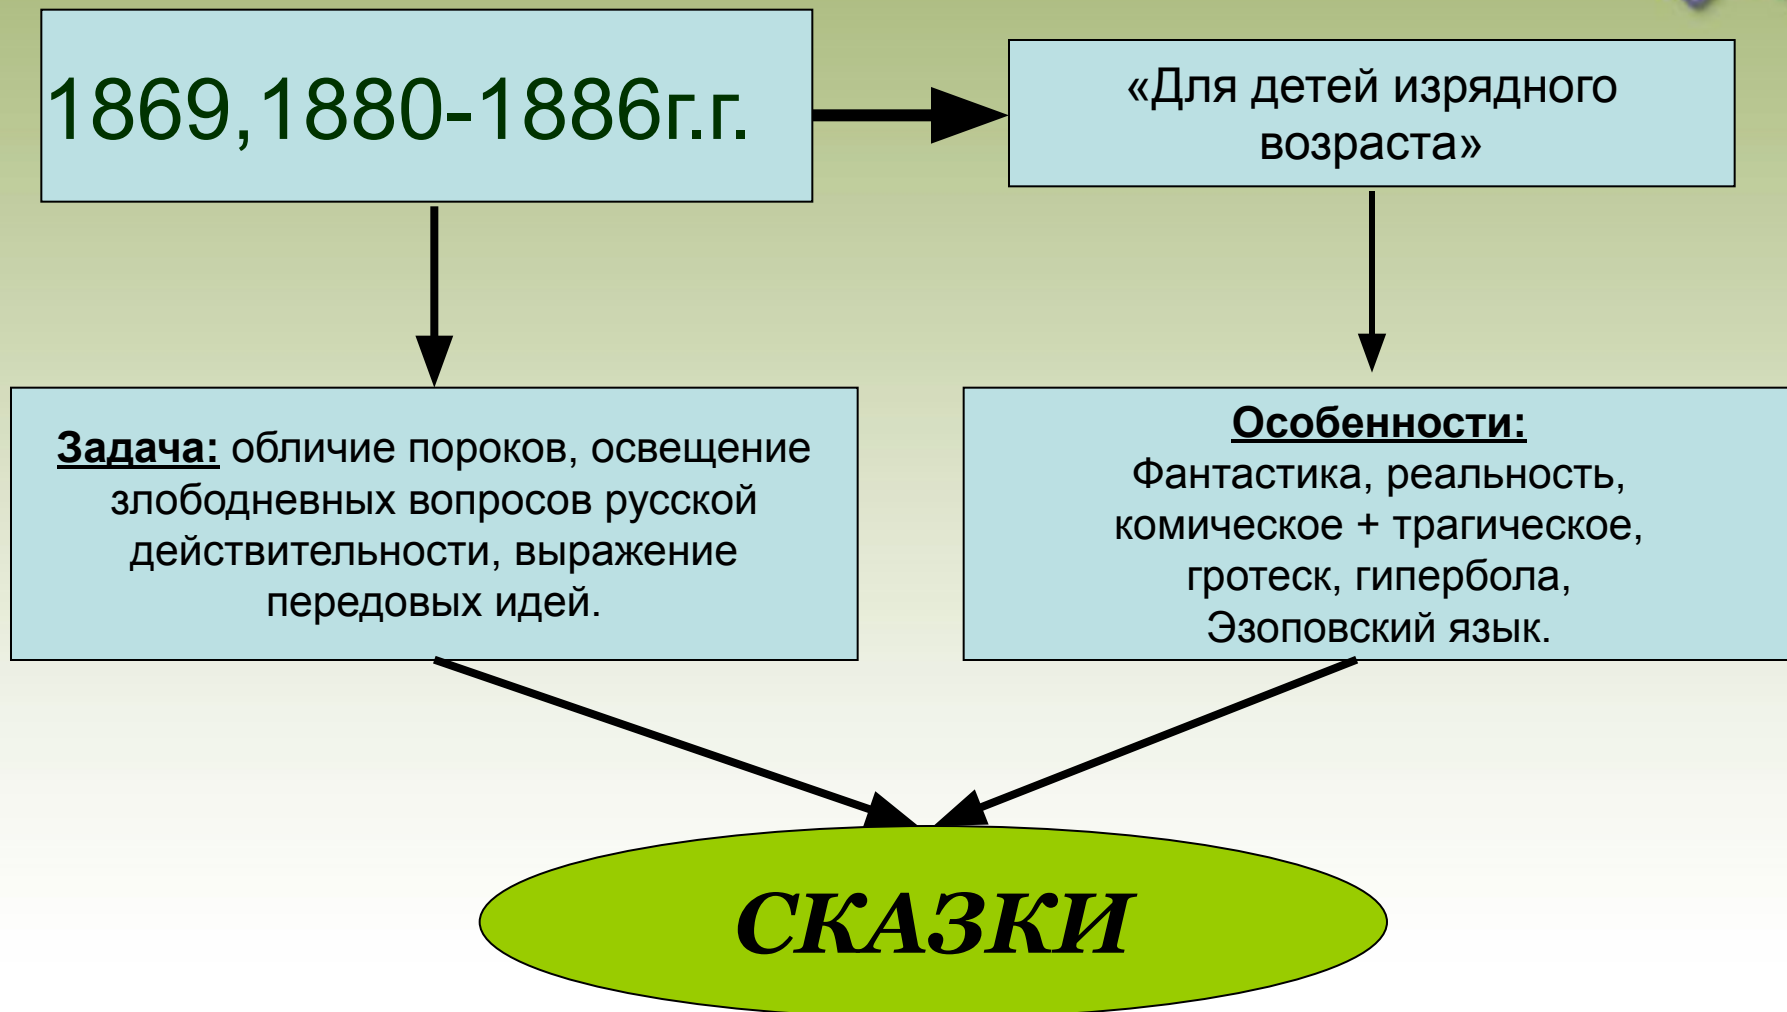 1869,1880-1886г.г.
«Для детей изрядного
возраста»
Задача: обличие пороков, освещение
злободневных вопросов русской
действительности, выражение
передовых идей.
Особенности:
Фантастика, реальность,
комическое + трагическое,
гротеск, гипербола,
Эзоповский язык.
СКАЗКИ